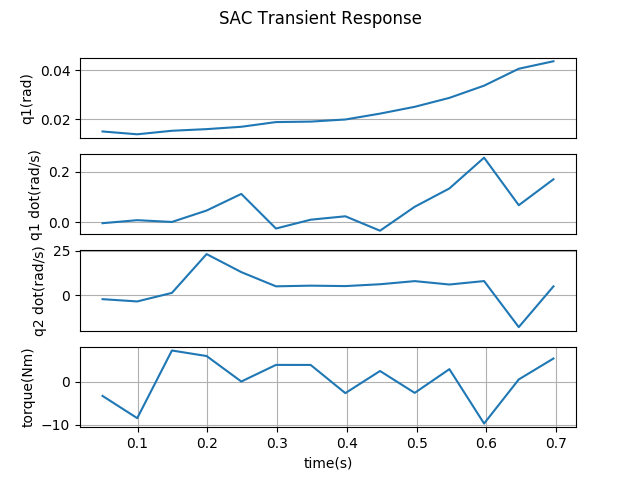 SAC Transient Response
0.04
0.02
q1(rad)
0.2
0.0
q1 dot(rad/s)
25
0
q2 dot(rad/s)
0
−10
torque(Nm)
0.1 0.2 0.3 0.4 0.5 0.6 0.7
time(s)